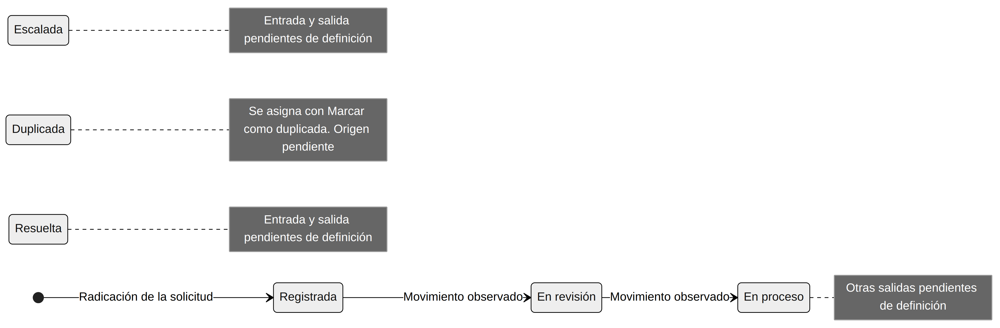 Escalada
Entrada y salida
pendientes de definición
Duplicada
Se asigna con Marcar
como duplicada. Origen
pendiente
Resuelta
Entrada y salida
pendientes de definición
Radicación de la solicitud
Registrada
Movimiento observado
En revisión
Movimiento observado
En proceso
Otras salidas pendientes
de definición